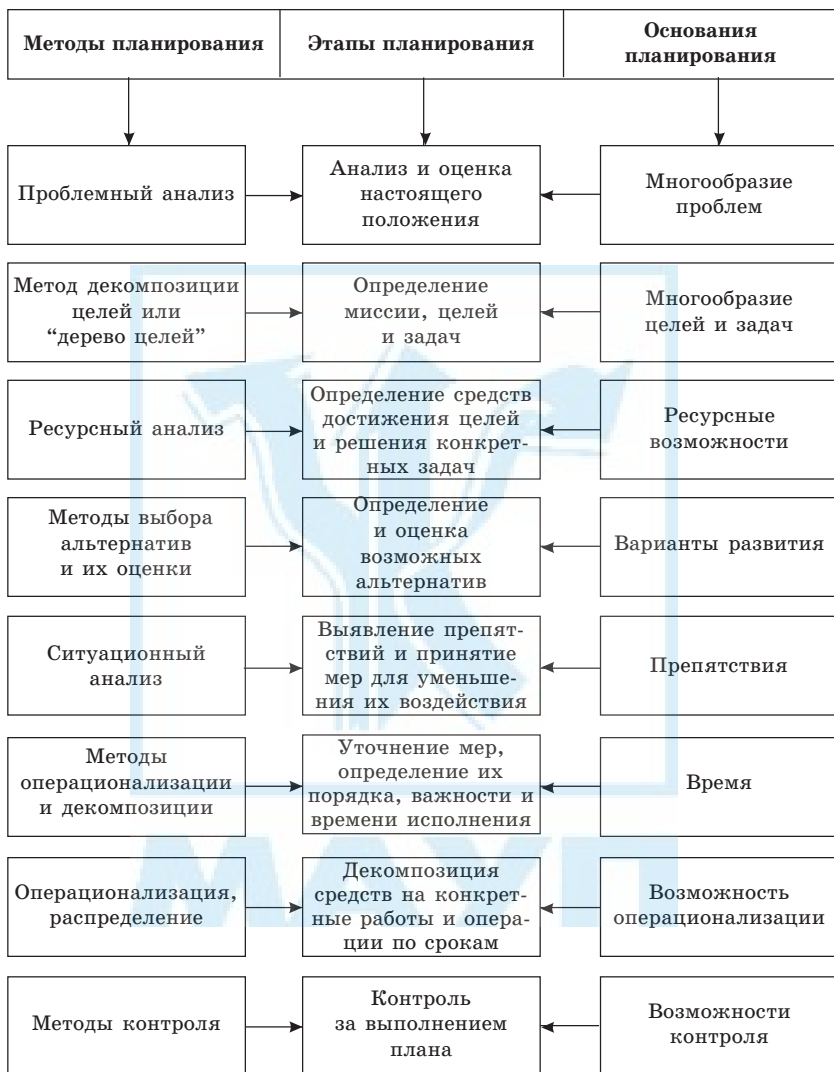 Методы планирования
Этапы планирования
Основания
планирования
Проблемный анализ
Анализ и оценка
настоящего
положения
Многообразие
проблем
Метод декомпозиции
целей или
“дерево целей”
Определение
миссии, целей
и задач
Многообразие
целей и задач
Ресурсный анализ
Определение средств
достижения целей
и решения конкрет-
ных задач
Ресурсные
возможности
Методы выбора
альтернатив
и их оценки
Определение
и оценка
возможных
альтернатив
Варианты развития
Ситуационный
анализ
Выявление препят-
ствий и принятие
мер для уменьше-
ния их воздействия
Препятствия
Методы
операционализации
и декомпозиции
Уточнение мер,
определение их
порядка, важности и
времени исполнения
Время
Операционализация,
распределение
Декомпозиция
средств на конкрет-
ные работы и опера-
ции по срокам
Возможность
операционализации
Методы контроля
Контроль
за выполнением
плана
Возможности
контроля
МАУП